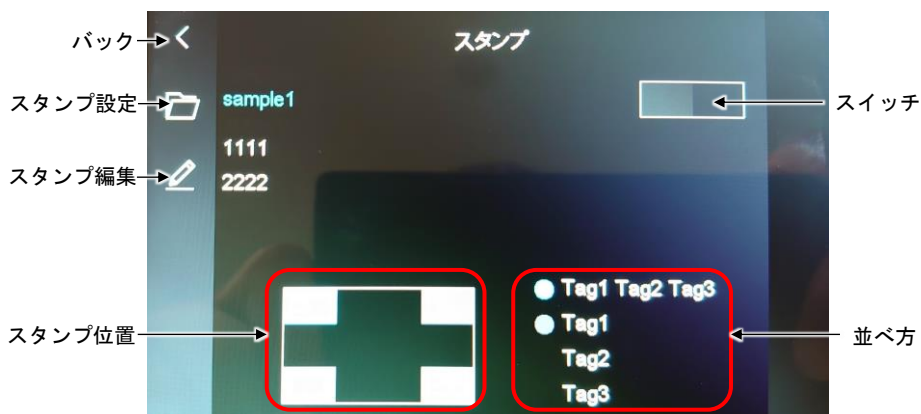 バック
スタンプ
スタンプ設定
sample1
スイッチ
1111
スタンプ編集
2222
Tag1 Tag2 Tag3
スタンプ位置
Tag1
並べ方
Tag2
Tag3